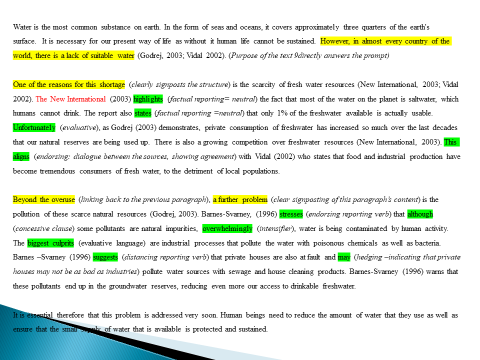 Water is the most common substance on earth. In the form of seas and oceans, it covers approximately three quarters of the earth's
surface. It is necessary for our present way of life as without it human life cannot be sustained. However, in almost every country of the
world, there is a lack of suitable water (Godrej, 2003; Vidal 2002). (Purpose of the text 9directly answers the prompt)
One of the reasons for this shortage (clearly signposts the structure) is the scarcity of fresh water resources (New International, 2003; Vidal
2002). The New International (2003) highlights (factual reporting= neutral) the fact that most of the water on the planet is saltwater, which
humans cannot drink. The report also states (factual reporting =neutral) that only 1% of the freshwater available is actually usable.
Unfortunately (evaluative), as Godrej (2003) demonstrates, private consumption of freshwater has increased so much over the last decades
that our natural reserves are being used up. There is also a growing competition over freshwater resources (New International, 2003). This
aligns (endorsing: dialogue between the sources, showing agreement) with Vidal (2002) who states that food and industrial production have
become tremendous consumers of fresh water, to the detriment of local populations.
Beyond the overuse (linking back to the previous paragraph), a further problem (clear signposting of this paragraph's content) is the
pollution of these scarce natural resources (Godrej, 2003). Barnes-Svarney, (1996) stresses (endorsing reporting verb) that although
(concessive clause) some pollutants are natural impurities, overwhelmingly (intensifier), water is being contaminated by human activity.
The biggest culprits (evaluative language) are industrial processes that pollute the water with poisonous chemicals as well as bacteria.
Barnes –Svarney (1996) suggests (distancing reporting verb) that private houses are also at fault and may (hedging –indicating that private
houses may not be as bad as industries) pollute water sources with sewage and house cleaning products. Barnes-Svarney (1996) warns that
these pollutants end up in the groundwater reserves, reducing even more our access to drinkable freshwater.
It is essential therefore that this problem is addressed very soon. Human beings need to reduce the amount of water that they use as well as
ensure that the small supply of water that is available is protected and sustained.